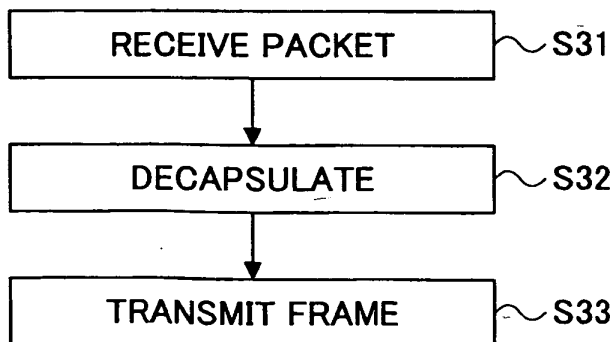 RECEIVE PACKET S31
DECAPSULATE S32
TRANSMIT FRAME S33